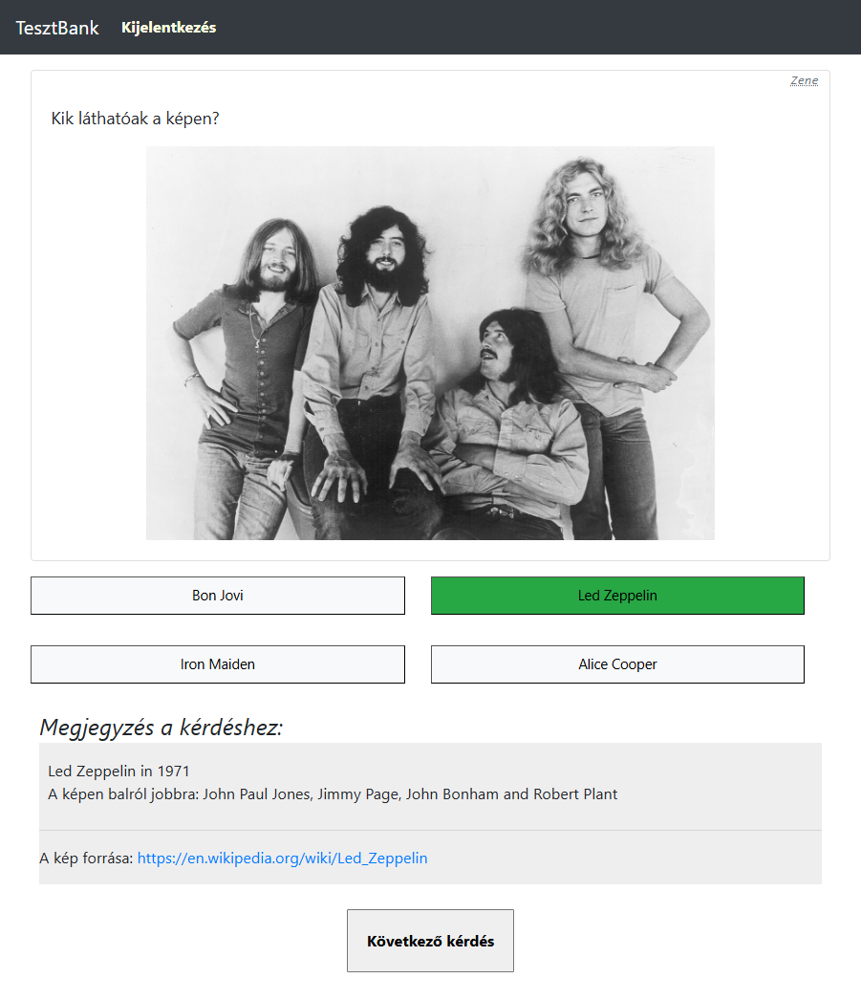 TesztBank Kijelentkezés
Zene
Kik láthatóak a képen?
Bon Jovi
Led Zeppelin
Iron Maiden
Alice Cooper
Megjegyzés a kérdéshez:
Led Zeppelin in 1971
A képen balról jobbra: John Paul Jones, Jimmy Page, John Bonham and Robert Plant
A kép forrása: https://en.wikipedia.org/wiki/Led_Zeppelin
Következő kérdés